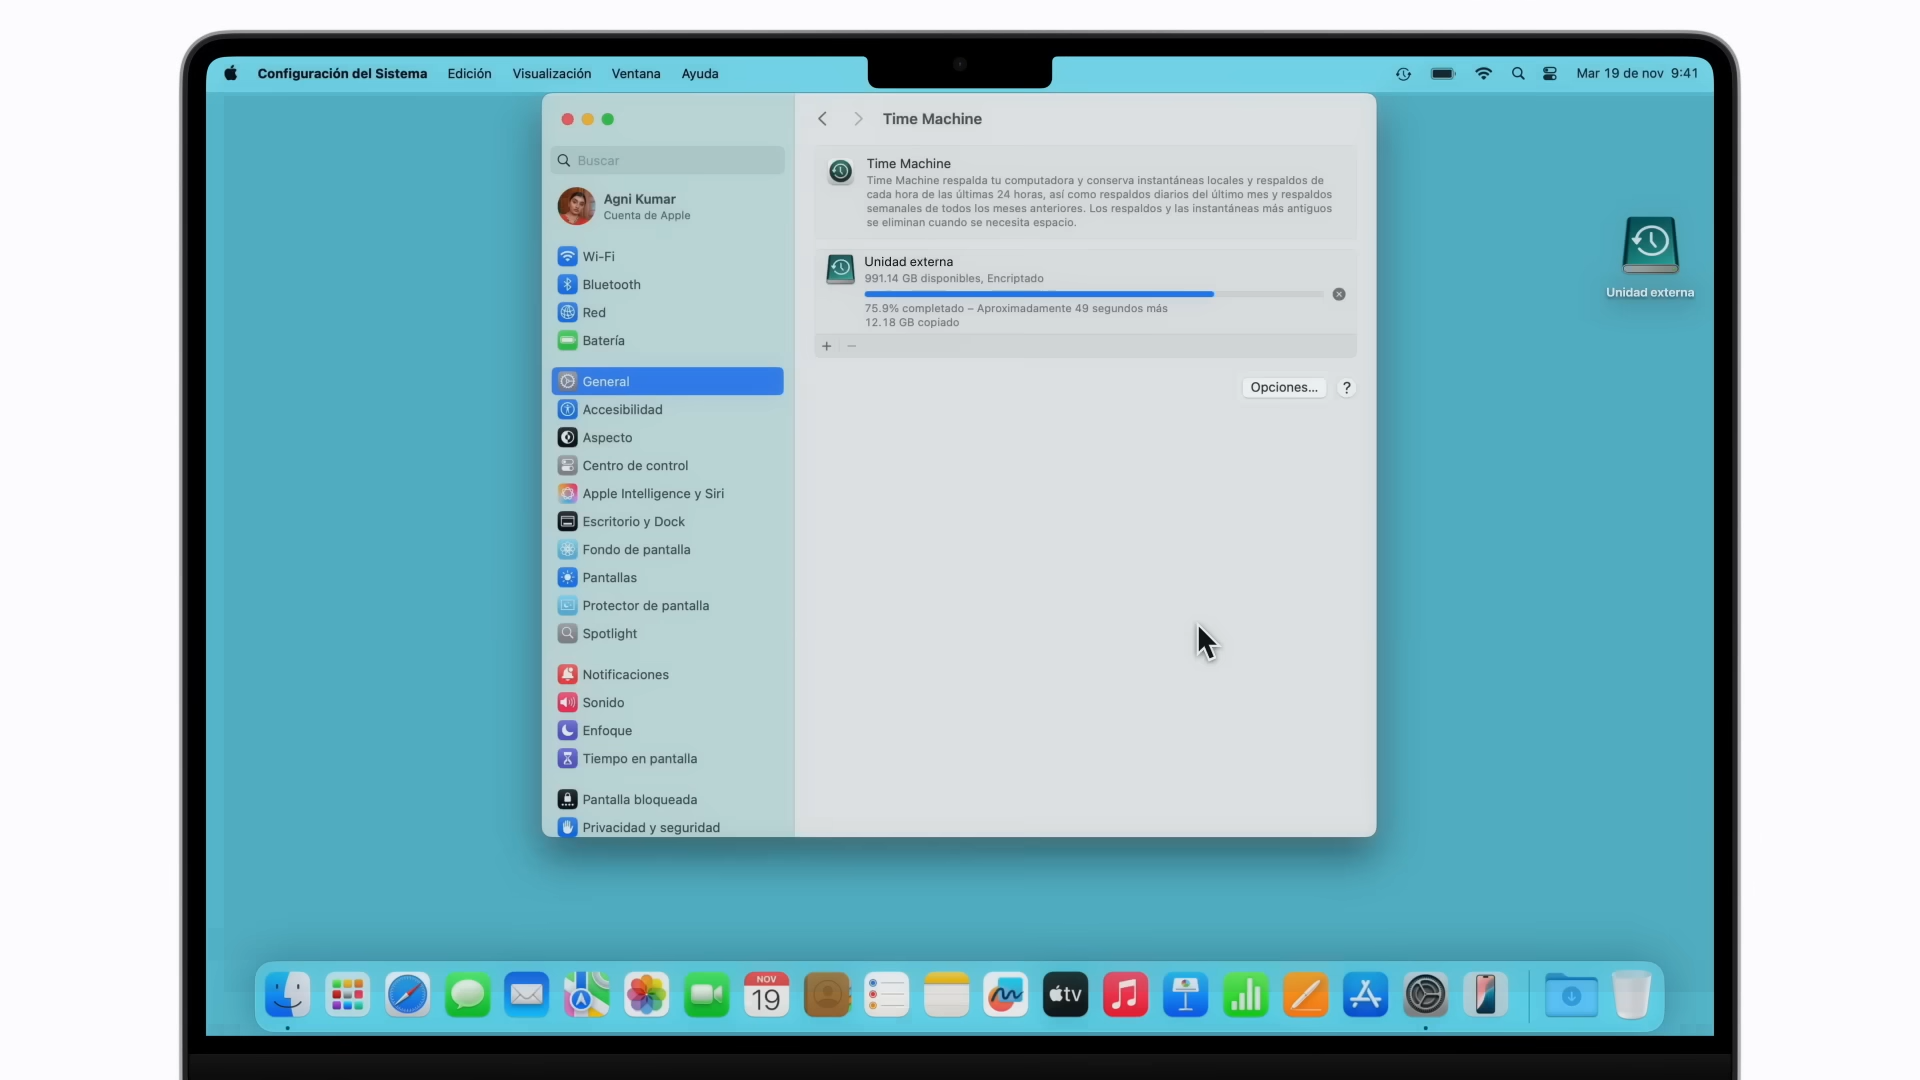 Configuración del Sistema Edición Visualización Ventana Ayuda
Mar 19 de nov 9:41
Buscar
Agni Kumar
Cuenta de Apple
Wi-Fi
Bluetooth
Red
Batería
General
Accesibilidad
Aspecto
Centro de control
Apple Intelligence y Siri
Escritorio y Dock
Fondo de pantalla
Pantallas
Protector de pantalla
Spotlight
Notificaciones
Sonido
Enfoque
Tiempo en pantalla
Pantalla bloqueada
Privacidad y seguridad
Time Machine
Time Machine
Time Machine respalda tu computadora y conserva instantáneas locales y respaldos de
cada hora de las últimas 24 horas, así como respaldos diarios del último mes y respaldos
semanales de todos los meses anteriores. Los respaldos y las instantáneas más antiguos
se eliminan cuando se necesita espacio.
Unidad externa
991.14 GB disponibles, Encriptado
75.9% completado – Aproximadamente 49 segundos más
12.18 GB copiado
+ −
Opciones... ?
Unidad externa
NOV
19
tv